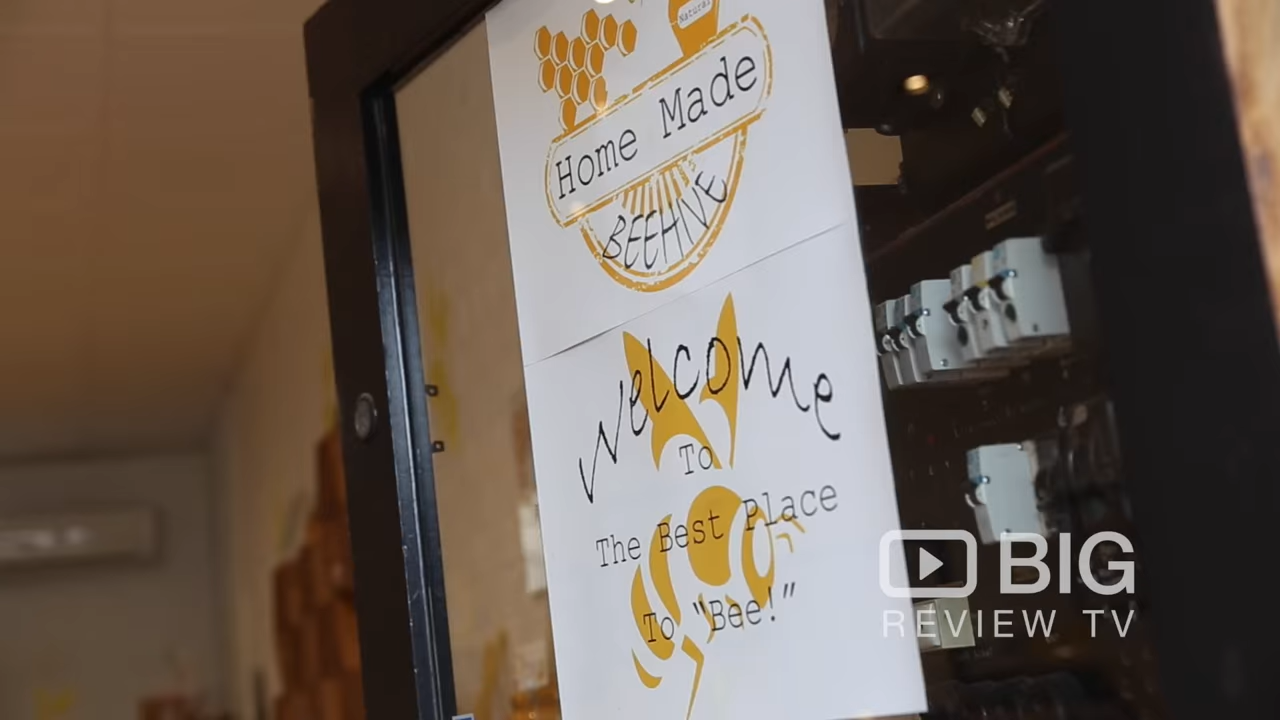 Natural
Home Made
BEEHIVE
Welcome
To
The Best Place
To "Bee!"
BIG
REVIEW TV